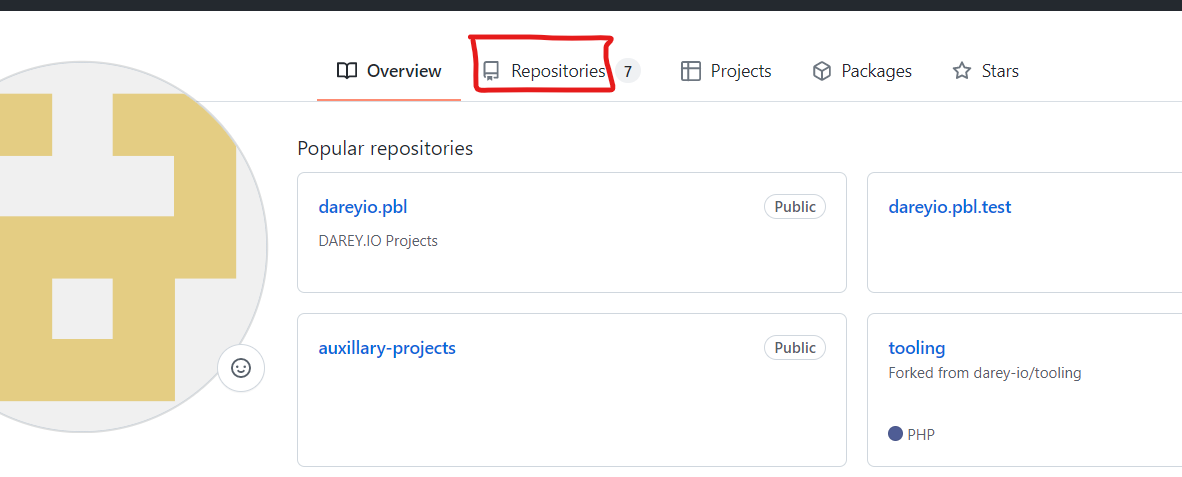 Overview Repositories 7 Projects Packages Stars
Popular repositories
dareyio.pbl Public
DAREY.IO Projects
dareyio.pbl.test
auxillary-projects Public
tooling
Forked from darey-io/tooling
PHP